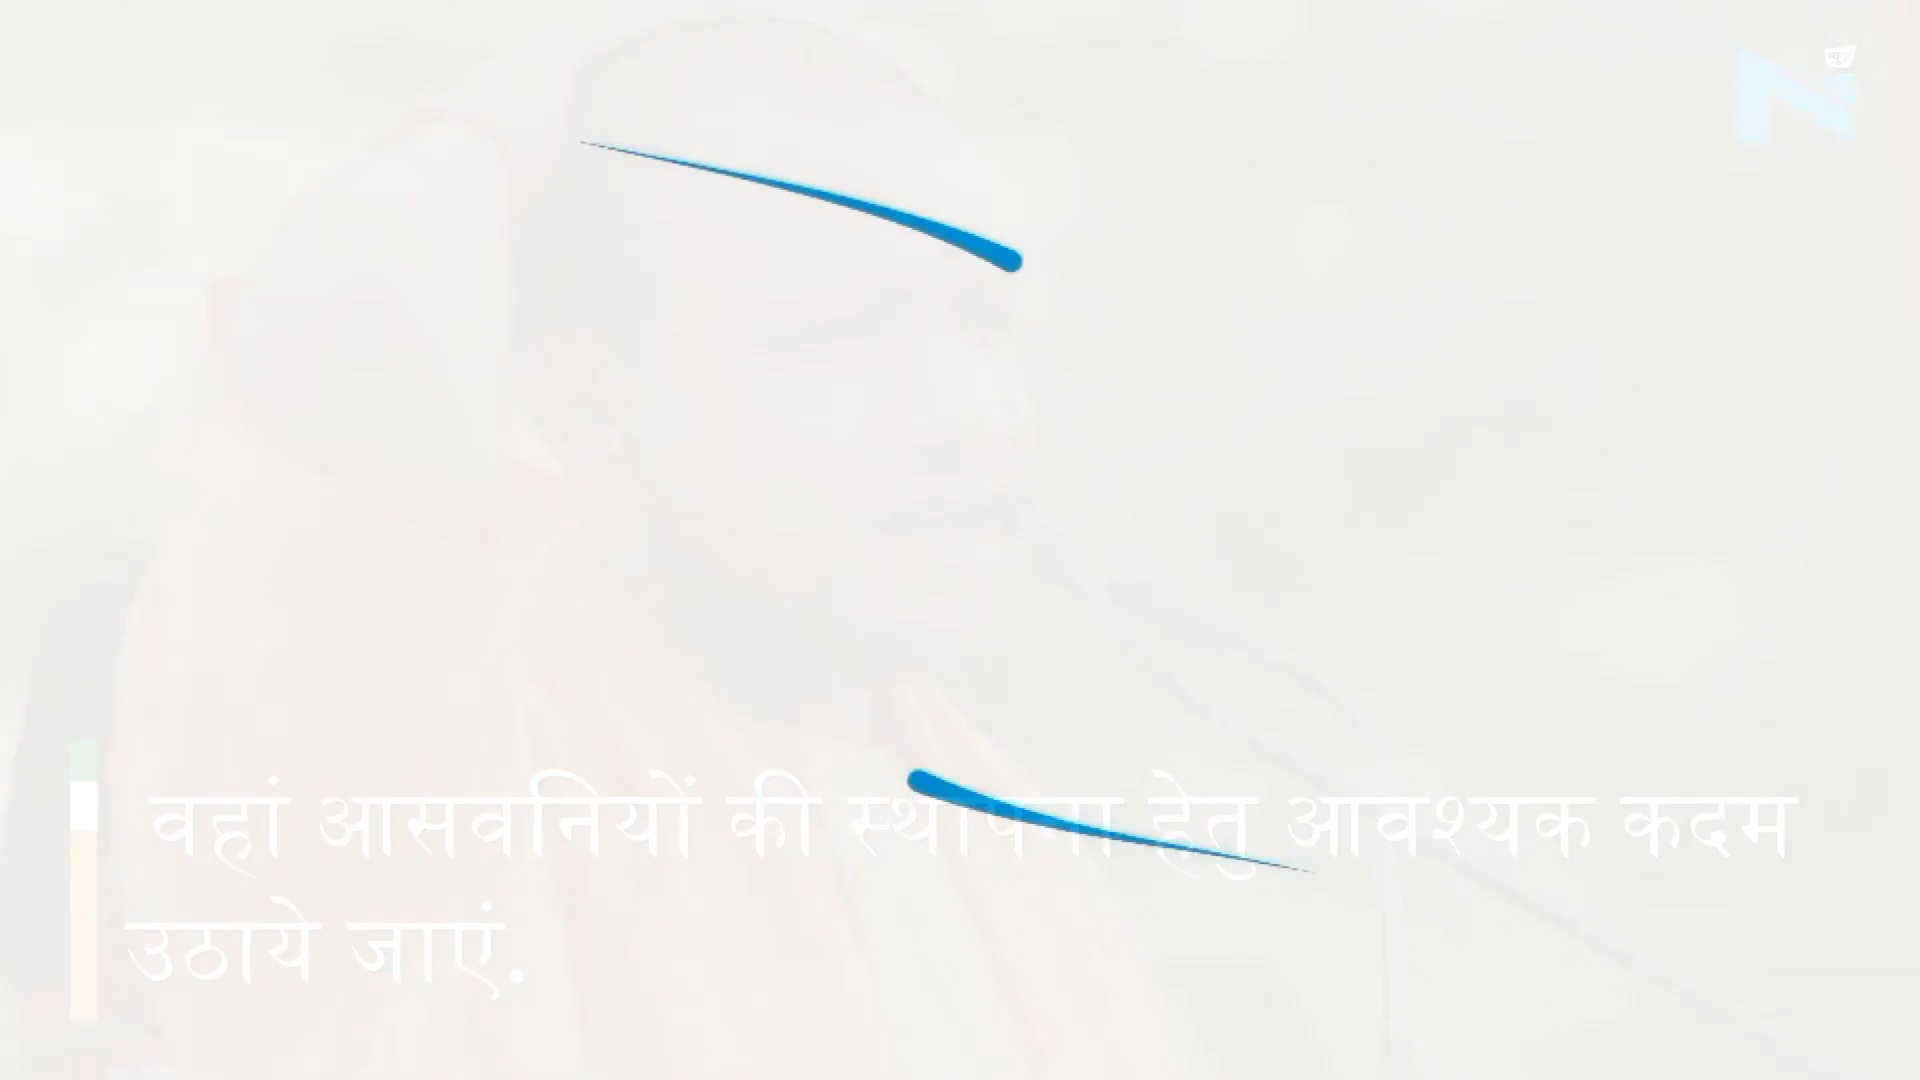 वहां आसवनियों की स्थापना हेतु आवश्यक कदम
उठाये जाएं.